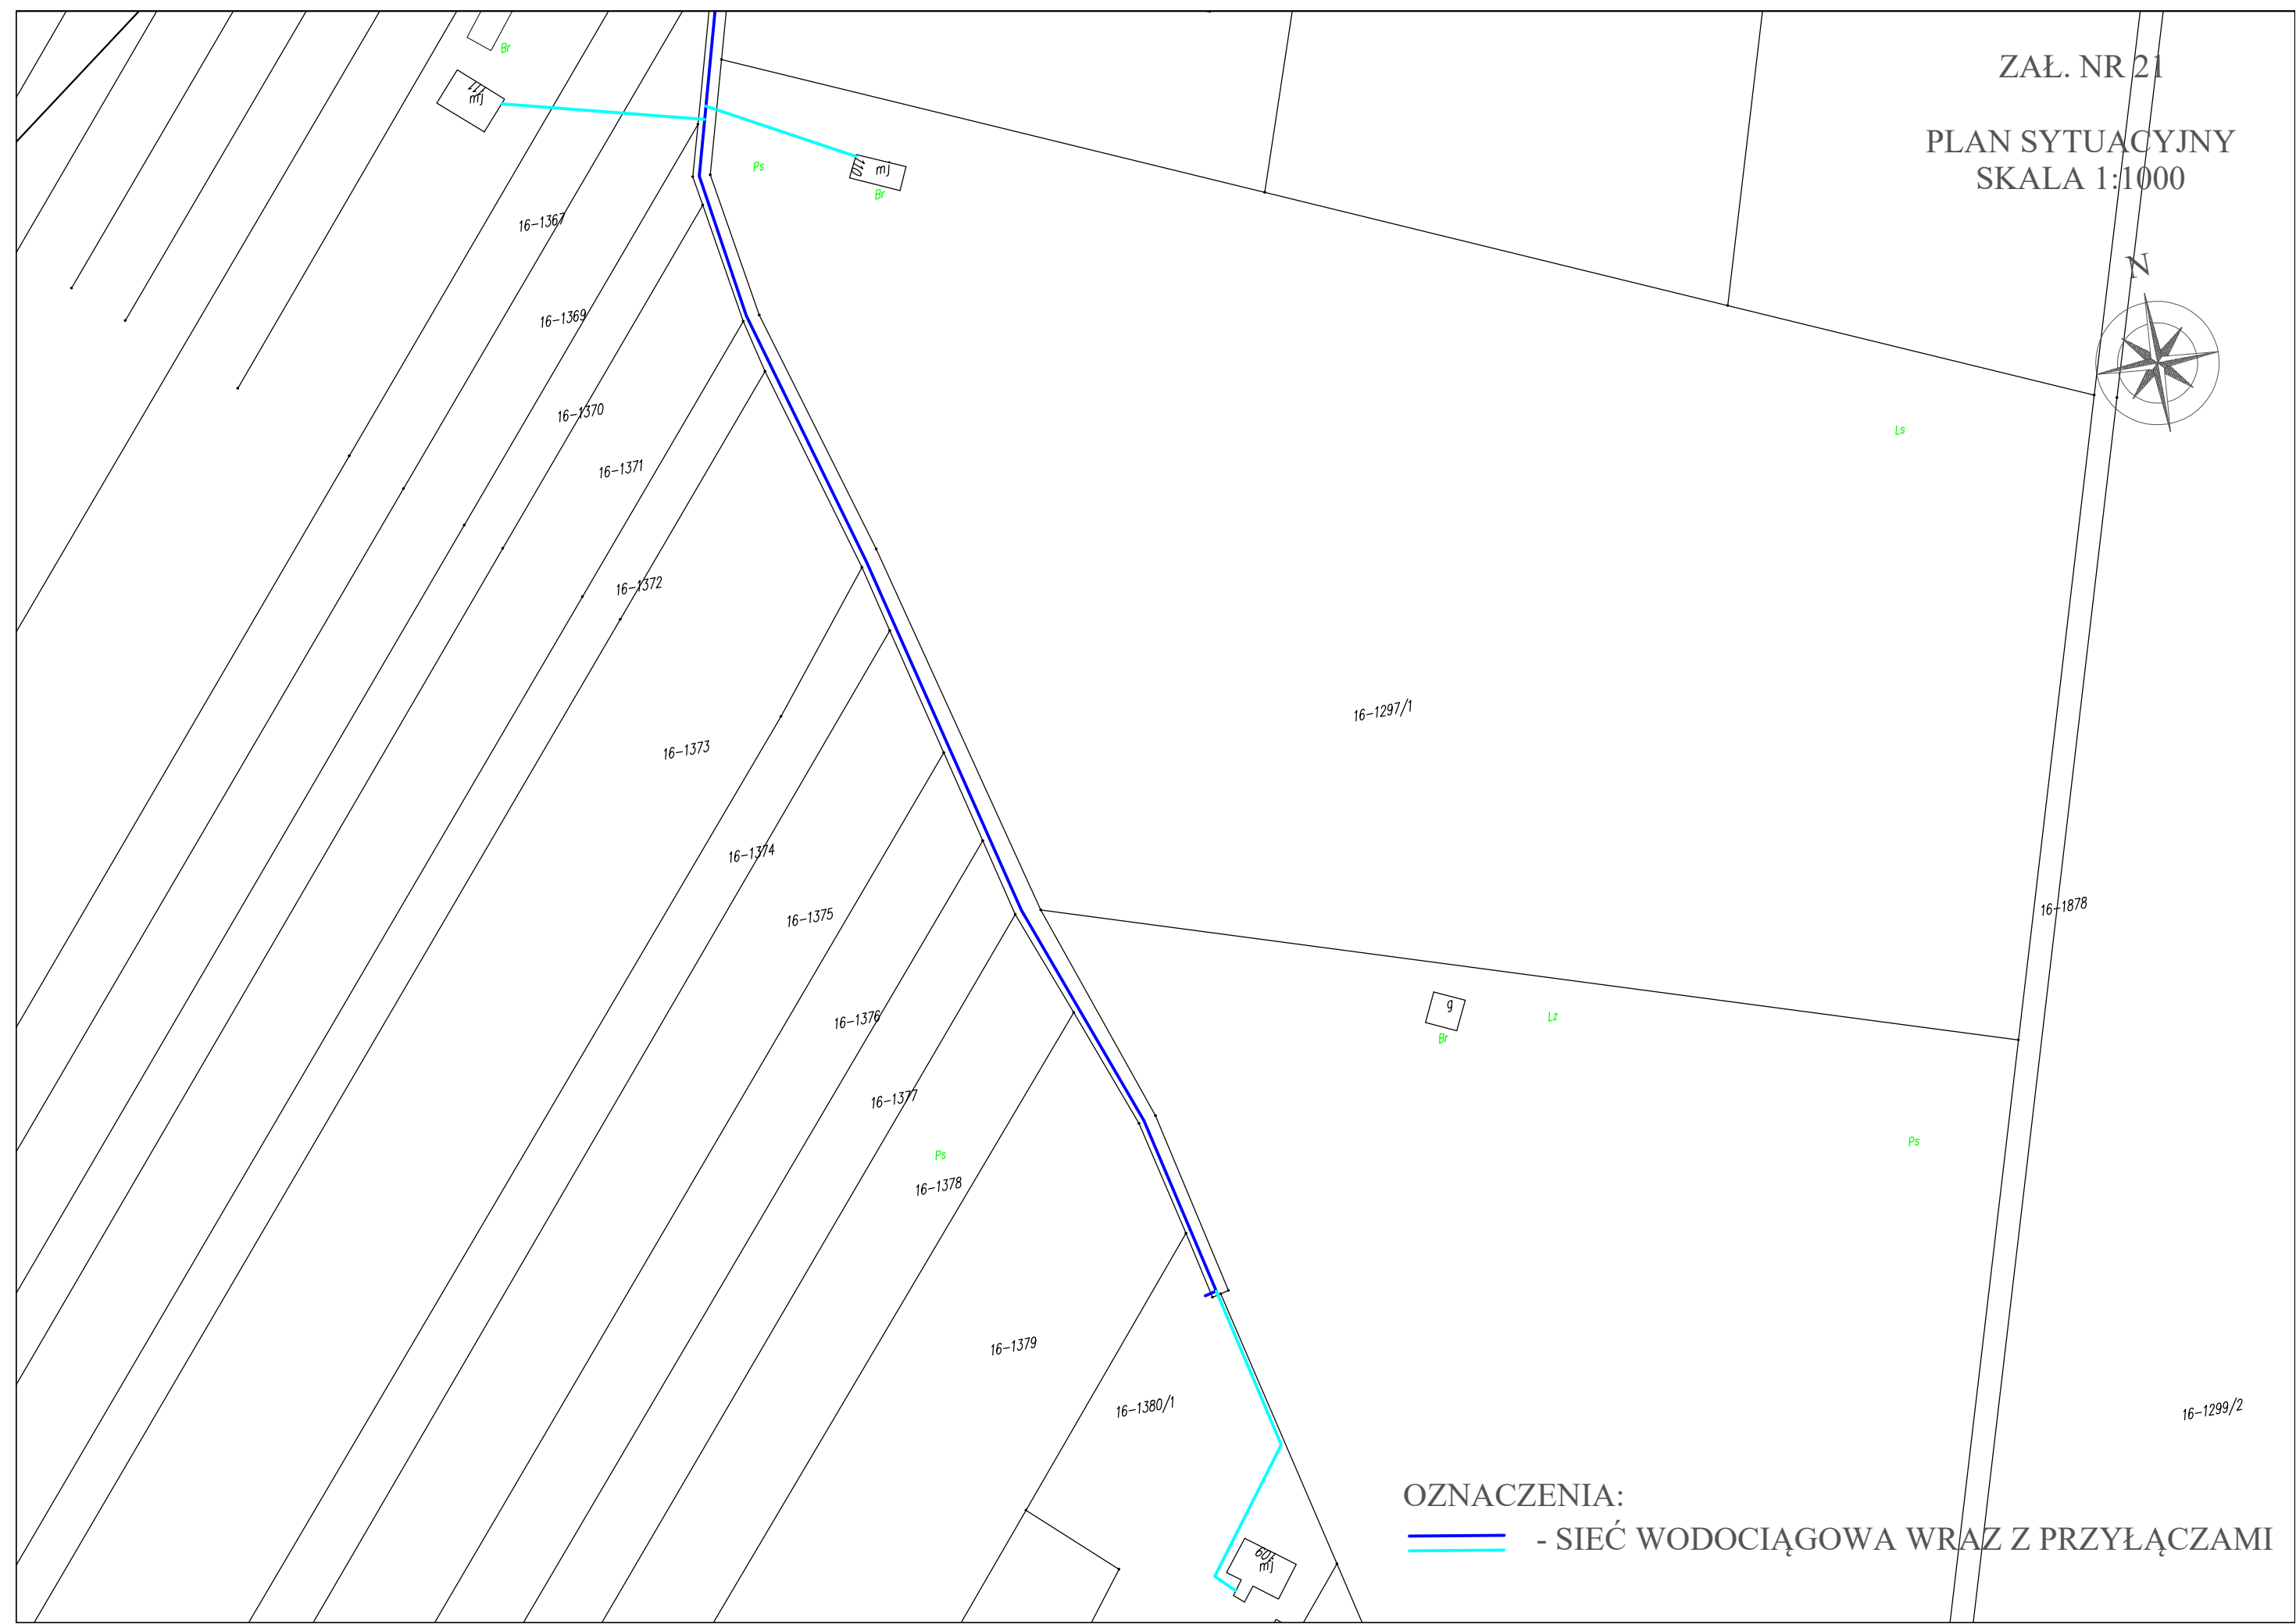 ZAŁ. NR 21
PLAN SYTUACYJNY
SKALA 1:1000
N
Br
111
mj
Ps
110
mj
Br
16-1367
16-1369
16-1370
16-1371
Ls
16-1372
16-1297/1
16-1373
16-1374
16-1375
16-1878
g
Lz
Br
16-1376
16-1377
Ps
Ps
16-1378
16-1379
16-1380/1
16-1299/2
OZNACZENIA:
- SIEĆ WODOCIĄGOWA WRAZ Z PRZYŁĄCZAMI
109
mj